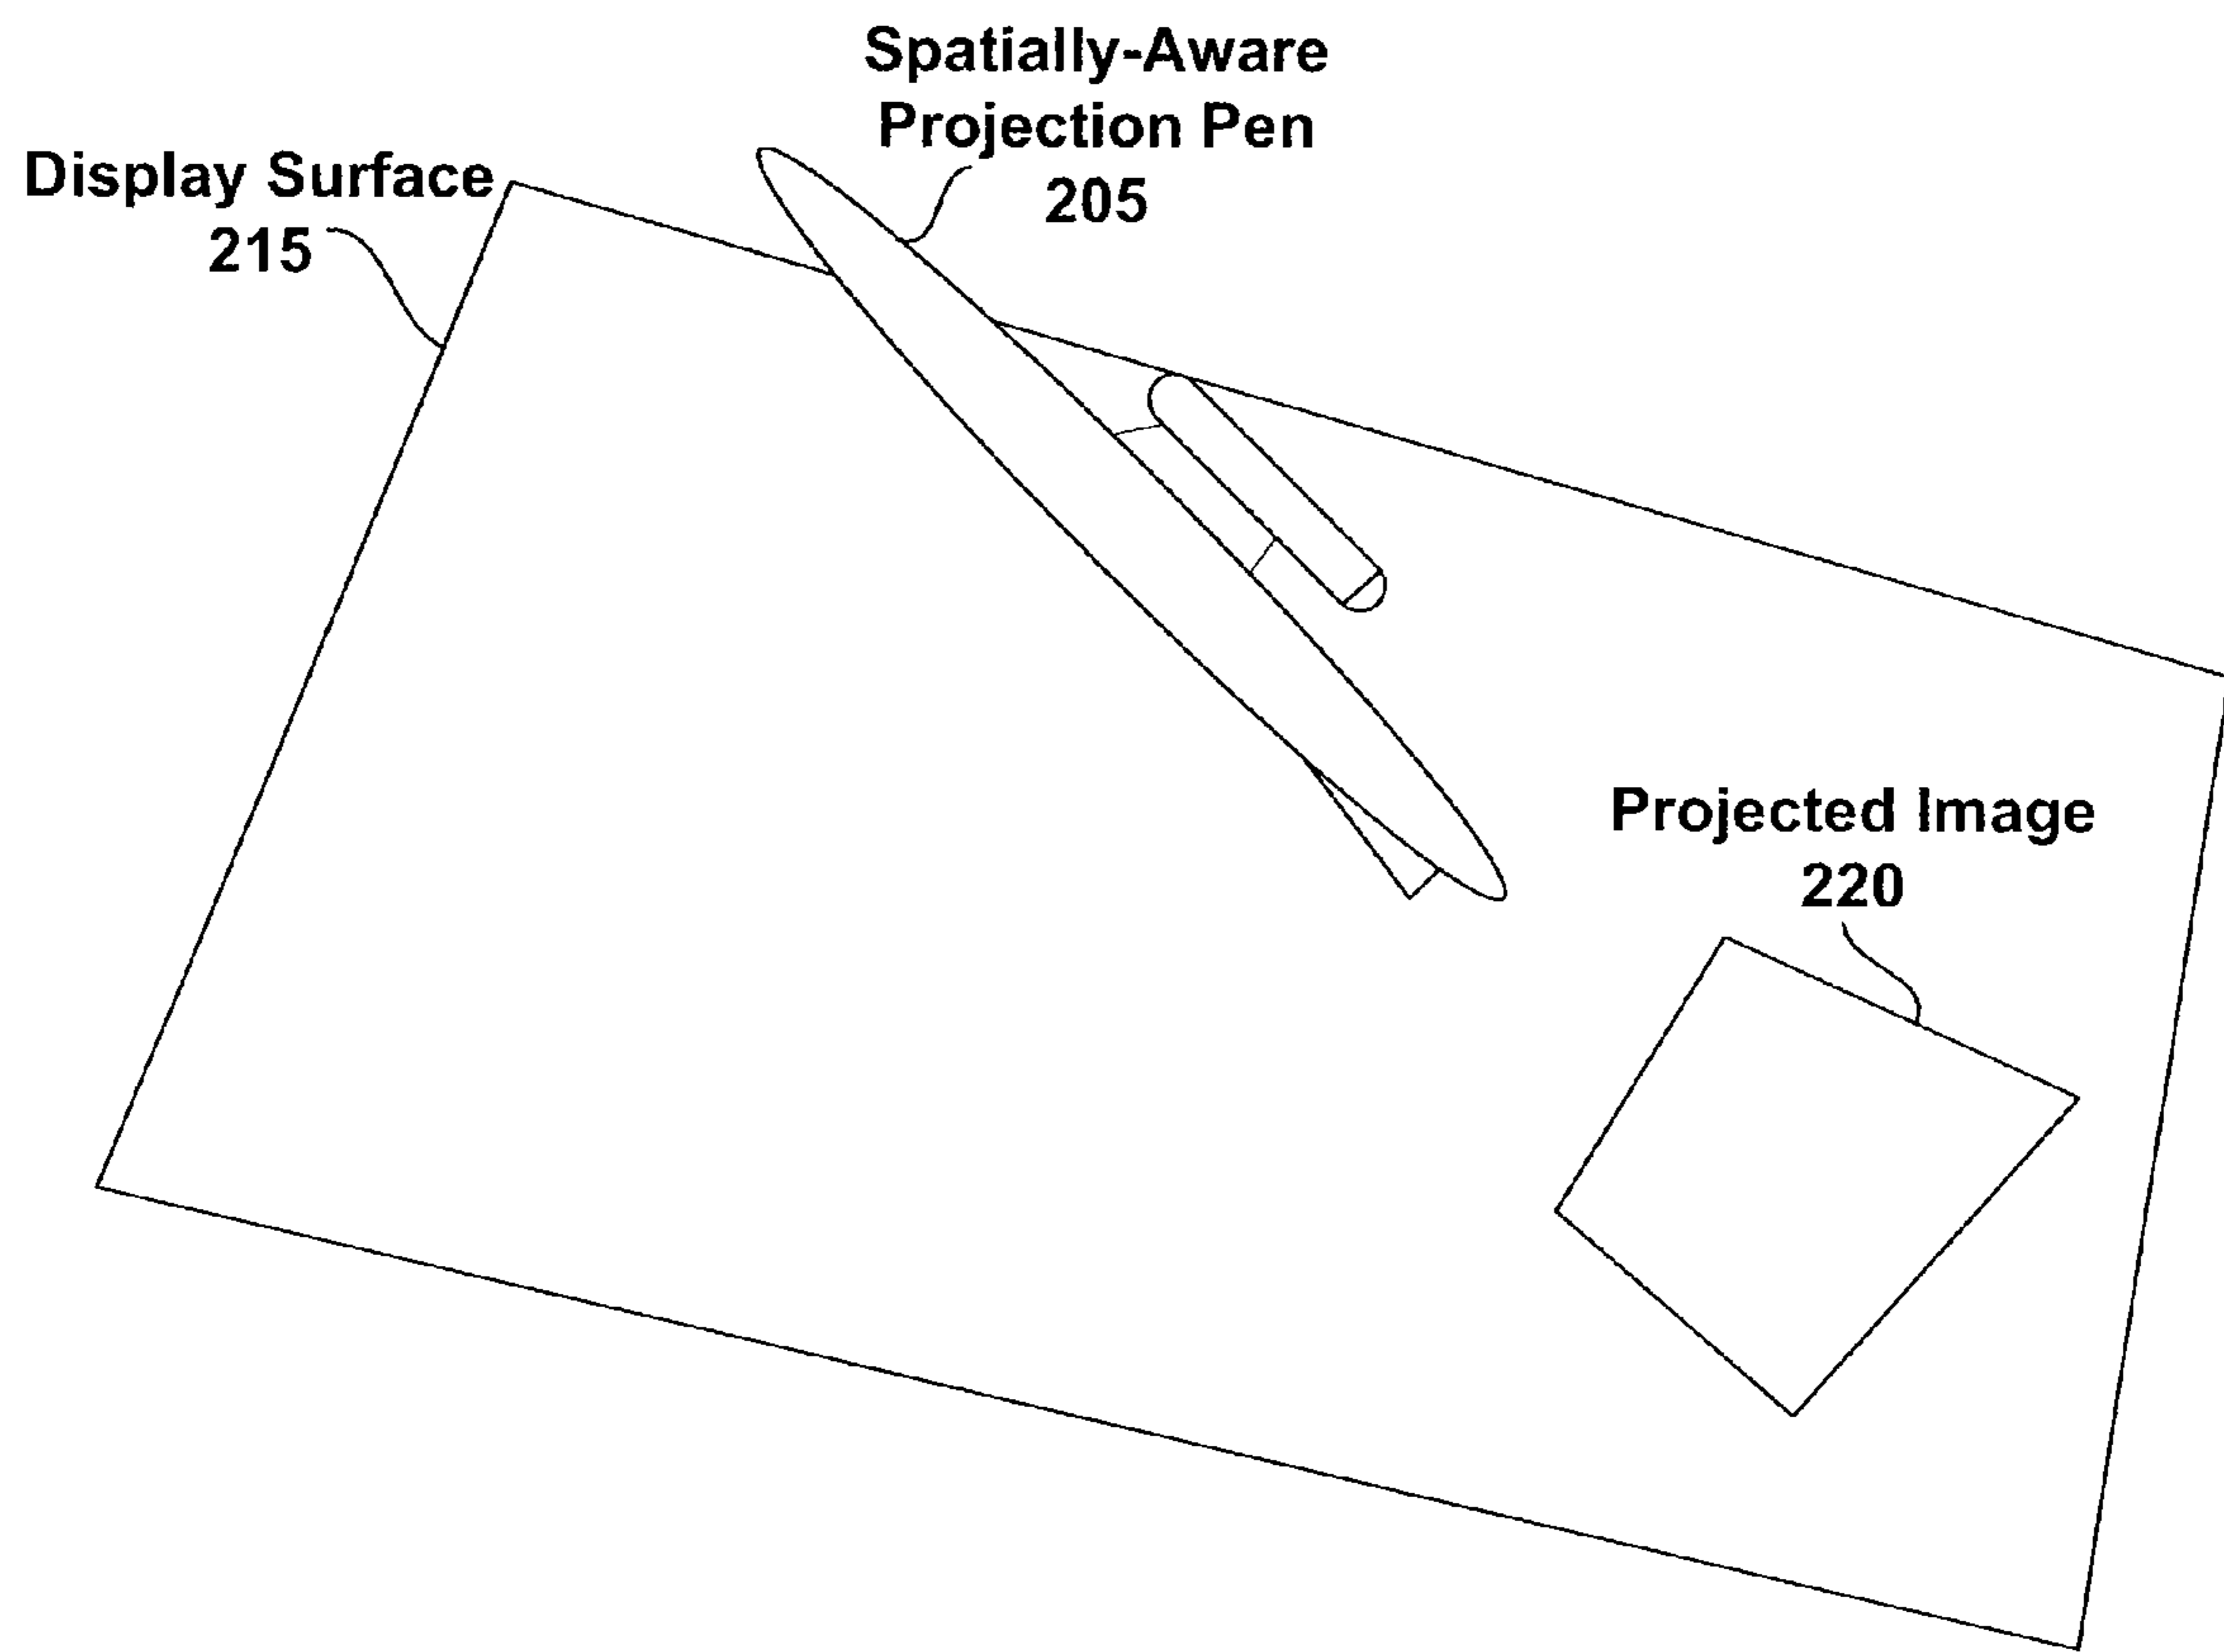 Spatially-Aware
Projection Pen
205
Display Surface
215
Projected Image
220